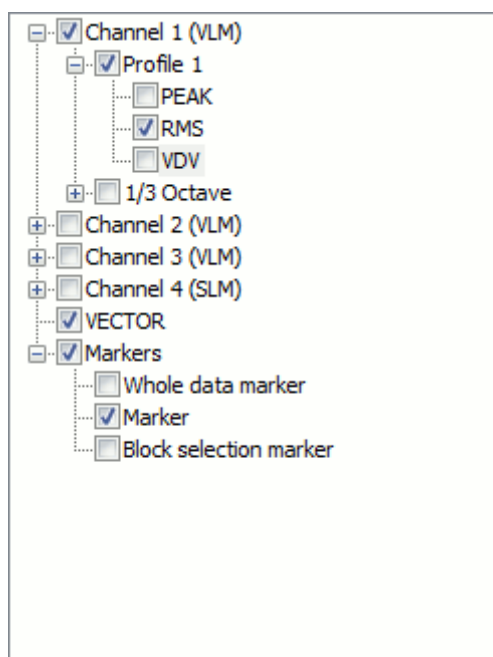 Channel 1 (VLM)
Profile 1
PEAK
RMS
VDV
1/3 Octave
Channel 2 (VLM)
Channel 3 (VLM)
Channel 4 (SLM)
VECTOR
Markers
Whole data marker
Marker
Block selection marker